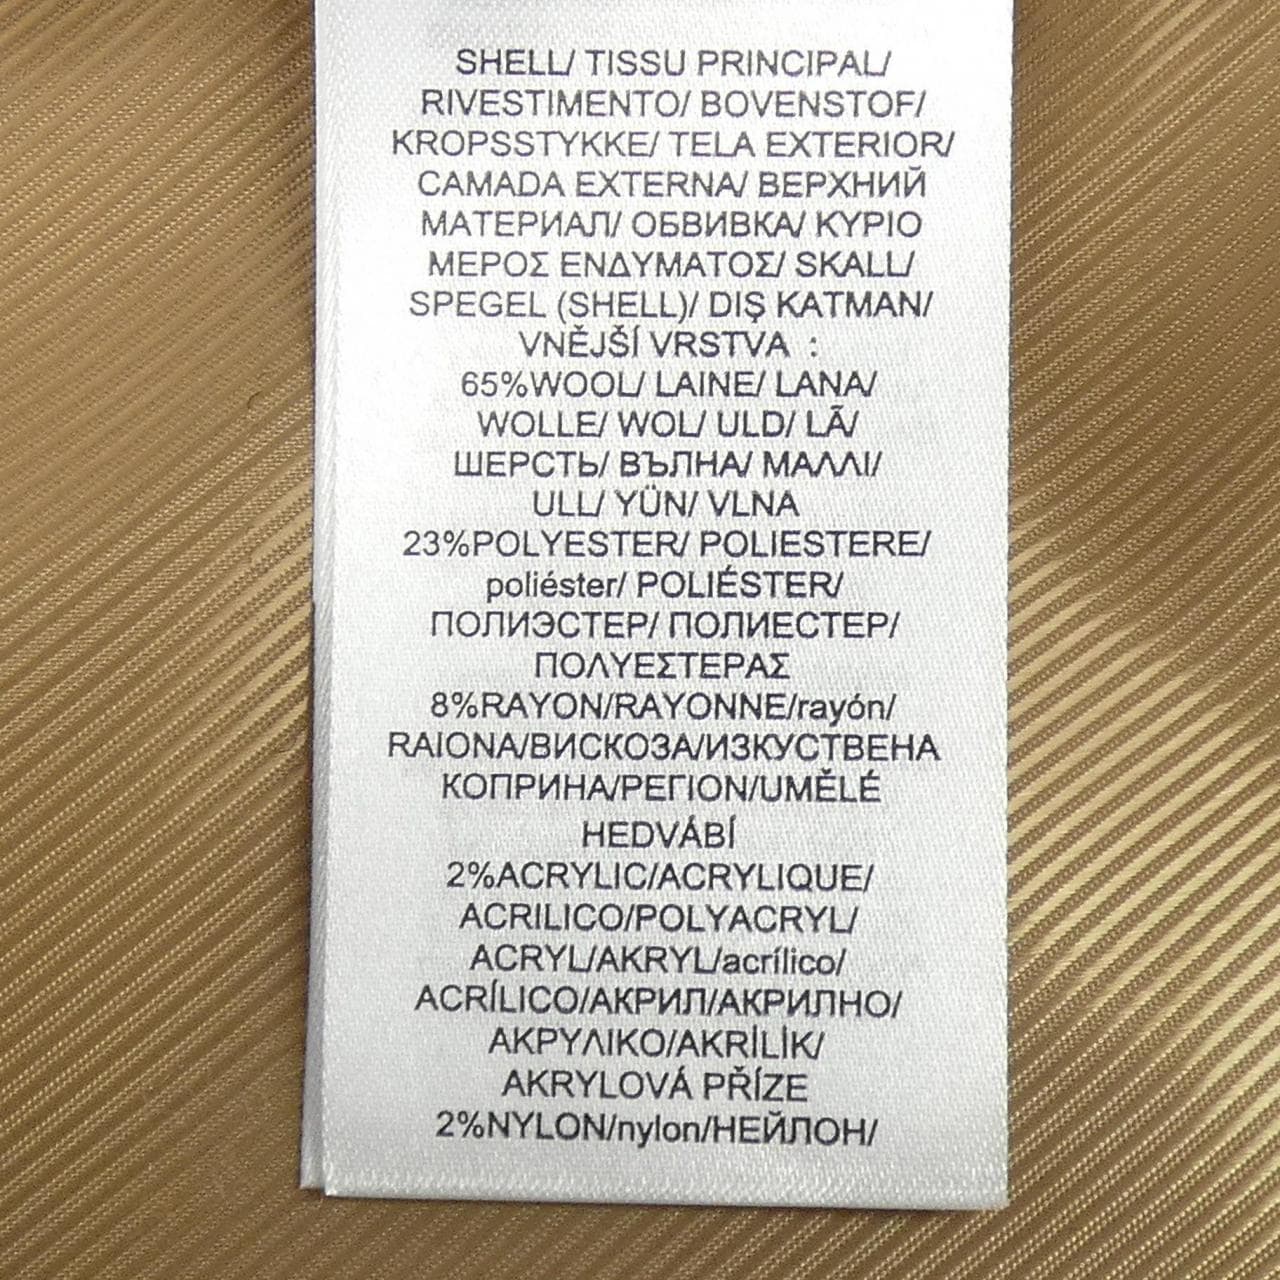 SHELL/ TISSU PRINCIPAL/
RIVESTIMENTO/ BOVENSTOF/
KROPSSTYKKE/ TELA EXTERIOR/
CAMADA EXTERNA/ ВЕРХНИЙ
МАТЕРИАЛ/ ОБВИВКА/ ΚΥΡΙΟ
ΜΕΡΟΣ ΕΝΔΥΜΑΤΟΣ/ SKALL/
SPEGEL (SHELL)/ DIŞ KATMAN/
VNĚJŠÍ VRSTVA :
65%WOOL/ LAINE/ LANA/
WOLLE/ WOL/ ULD/ LÃ/
ШЕРСТЬ/ ВЪЛНА/ ΜΑΛΛΙ/
ULL/ YÜN/ VLNA
23%POLYESTER/ POLIESTERE/
poliéster/ POLIÉSTER/
ПОЛИЭСТЕР/ ПОЛИЕСТЕР/
ΠΟΛΥΕΣΤΕΡΑΣ
8%RAYON/RAYONNE/rayón/
RAIONA/ВИСКОЗА/ИЗКУСТВЕНА
КОПРИНА/ΡΕΓΙΟΝ/UMĚLÉ
HEDVÁBÍ
2%ACRYLIC/ACRYLIQUE/
ACRILICO/POLYACRYL/
ACRYL/AKRYL/acrílico/
ACRÍLICO/АКРИЛ/АКРИЛНО/
ΑΚΡΥΛΙΚΟ/AKRİLİK/
AKRYLOVÁ PŘÍZE
2%NYLON/nylon/НЕЙЛОН/